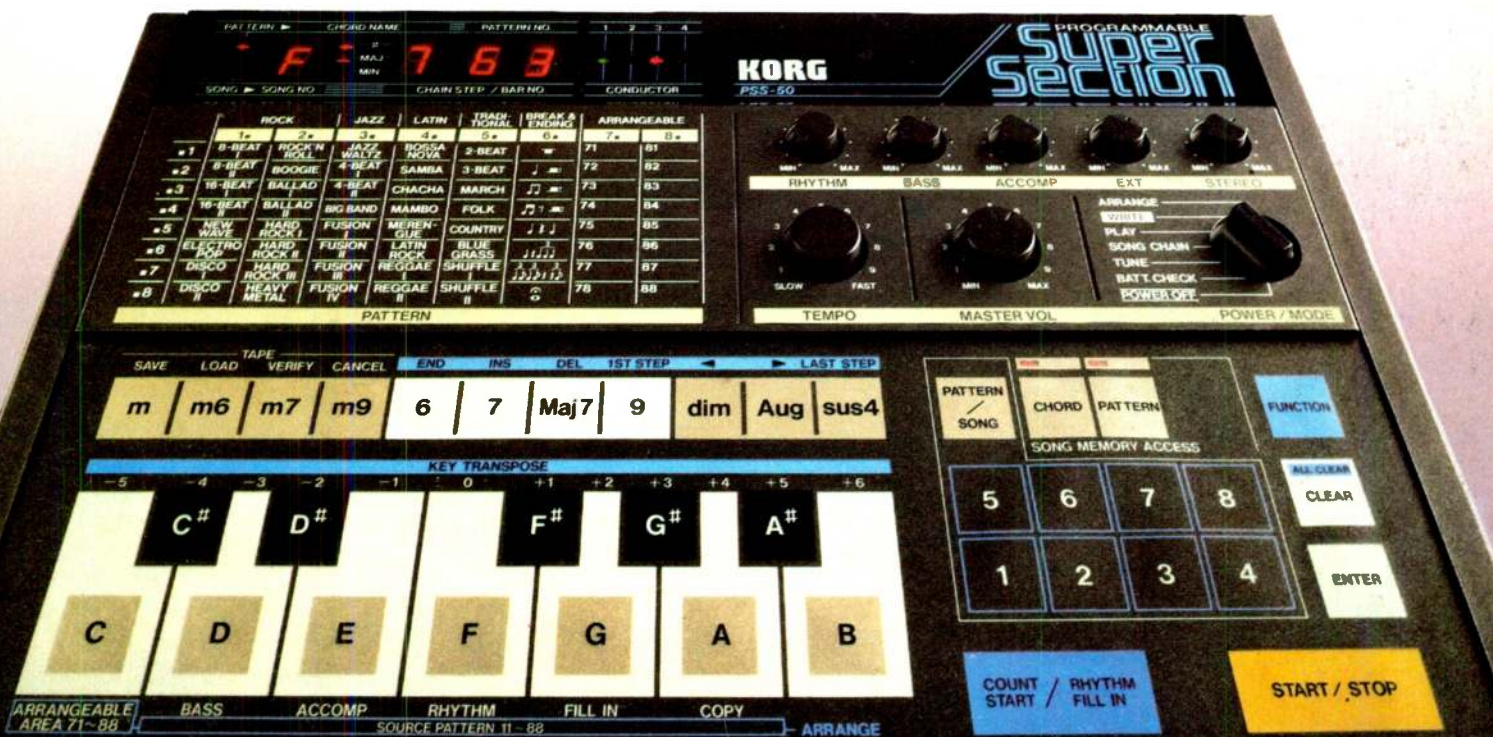 PATTERN ► CHORD NAME PATTERN NO. 1 2 3 4
F # MAJ MIN 7 6 3
SONG ► SONG NO. CHAIN STEP / BAR NO. CONDUCTOR
KORG
PSS-50
PROGRAMMABLE
Super
Section
ROCK JAZZ LATIN TRADI-TIONAL BREAK & ENDING ARRANGEABLE
1• 2• 3• 4• 5• 6• 7• 8•
•1 8-BEAT I ROCK'N ROLL JAZZ WALTZ BOSSA NOVA 2-BEAT 71 81
•2 8-BEAT II BOOGIE 4-BEAT I SAMBA 3-BEAT 72 82
•3 16-BEAT I BALLAD I 4-BEAT II CHACHA MARCH 73 83
•4 16-BEAT II BALLAD II BIG BAND MAMBO FOLK 74 84
•5 NEW WAVE HARD ROCK I FUSION I MEREN-GUE COUNTRY 75 85
•6 ELECTRO POP HARD ROCK II FUSION II LATIN ROCK BLUE GRASS 76 86
•7 DISCO I HARD ROCK III FUSION III REGGAE I SHUFFLE I 77 87
•8 DISCO II HEAVY METAL FUSION IV REGGAE II SHUFFLE II 78 88
PATTERN
MIN MAX MIN MAX MIN MAX MIN MAX
RHYTHM BASS ACCOMP EXT STEREO
SLOW FAST
TEMPO
MIN MAX
MASTER VOL
ARRANGE
WRITE
PLAY
SONG CHAIN
TUNE
BATT. CHECK
POWER OFF
POWER / MODE
TAPE
SAVE LOAD VERIFY CANCEL END INS DEL 1ST STEP ◄ ► LAST STEP
m m6 m7 m9 6 7 Maj7 9 dim Aug sus4
KEY TRANSPOSE
-5 -4 -3 -2 -1 0 +1 +2 +3 +4 +5 +6
C# D# F# G# A#
C D E F G A B
ARRANGEABLE AREA 71~88 BASS ACCOMP RHYTHM FILL IN COPY
SOURCE PATTERN 11~88 ARRANGE
PATTERN / SONG CHORD PATTERN
SONG MEMORY ACCESS
FUNCTION
5 6 7 8
ALL CLEAR
CLEAR
1 2 3 4
ENTER
COUNT START / RHYTHM FILL IN
START / STOP